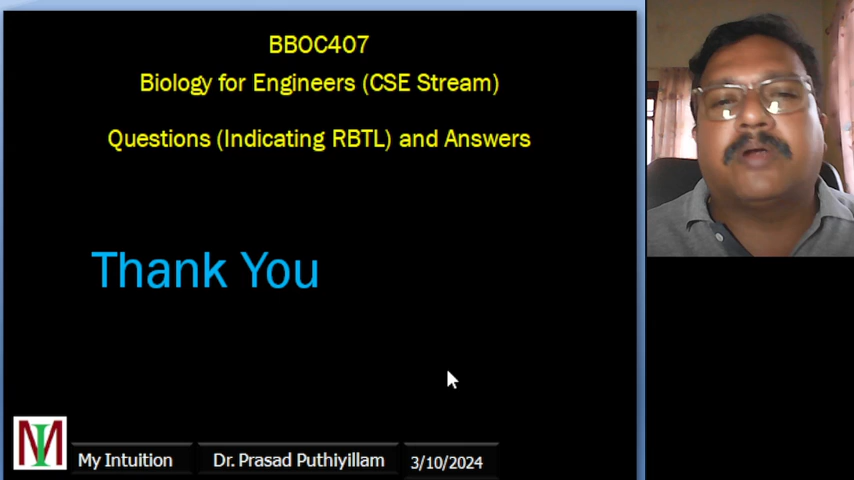 BBOC407
Biology for Engineers (CSE Stream)
Questions (Indicating RBTL) and Answers
Thank You
MI
My Intuition
Dr. Prasad Puthiyillam
3/10/2024